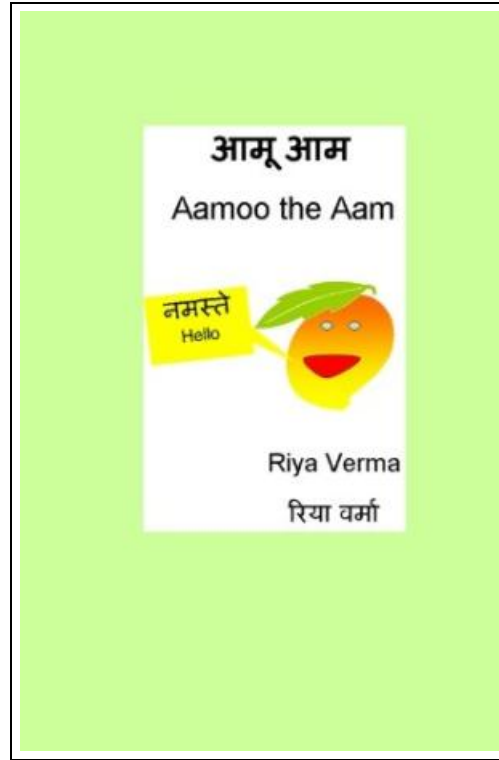 आमू आम
Aamoo the Aam
नमस्ते
Hello
Riya Verma
रिया वर्मा